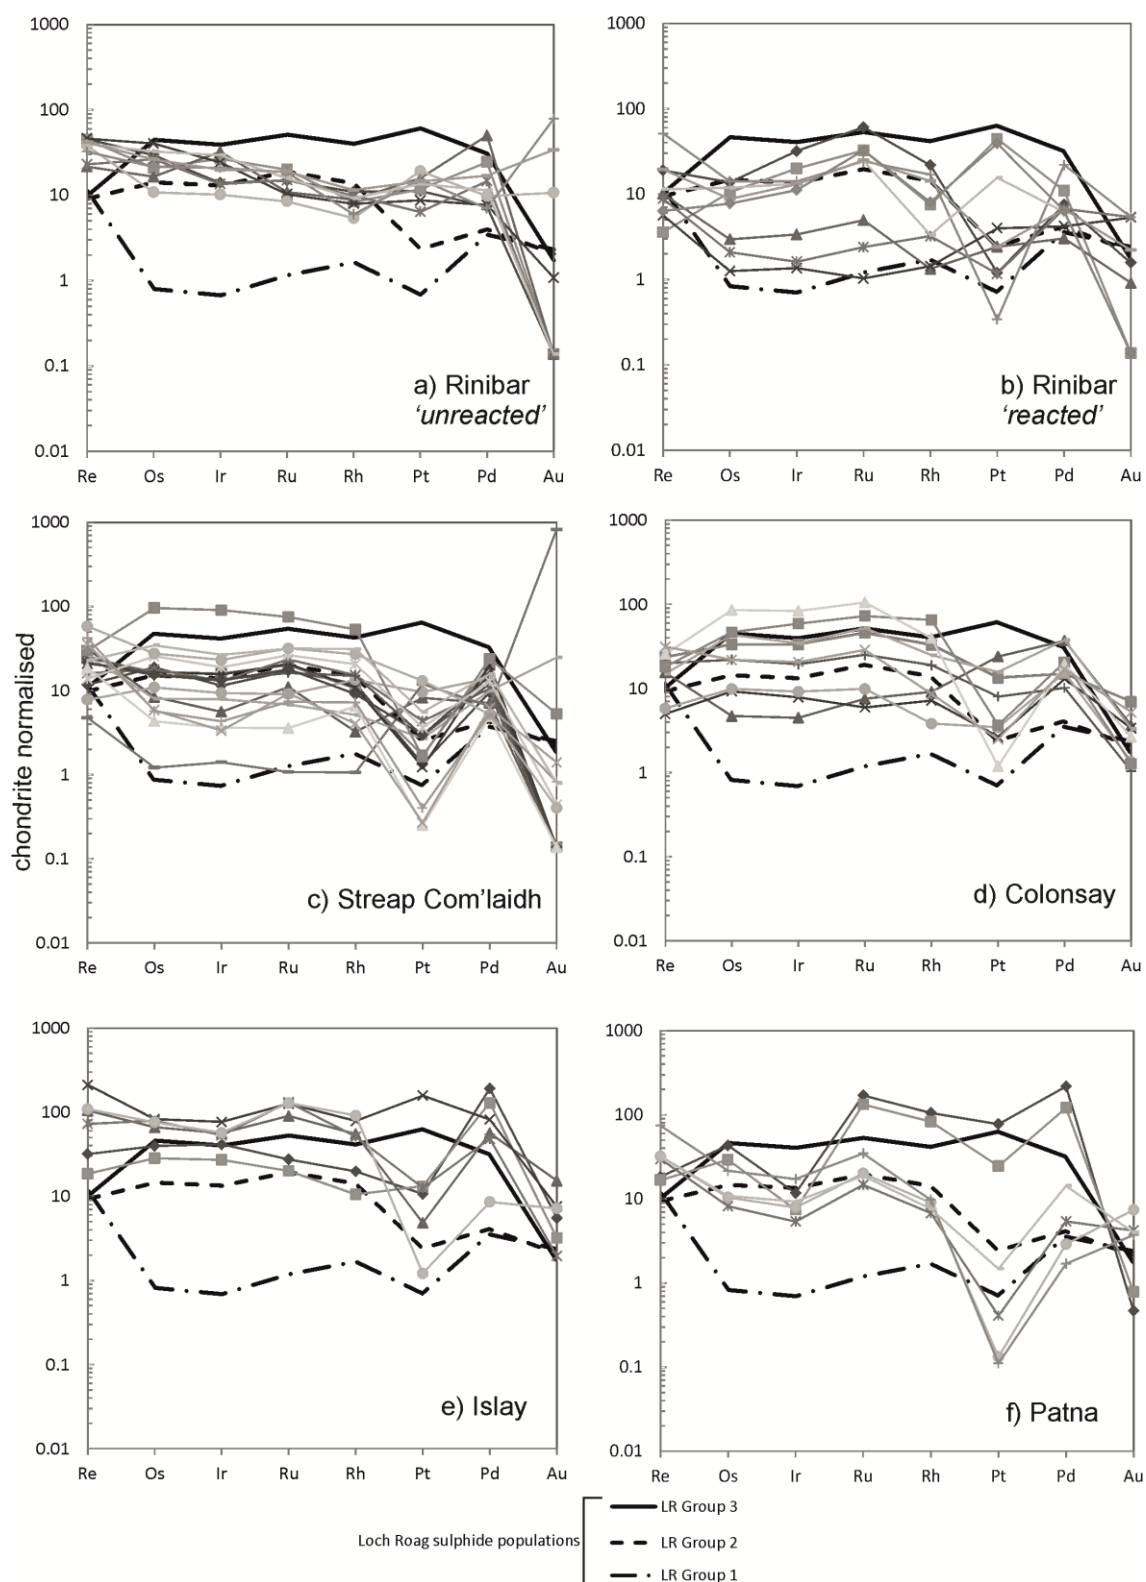 1000
100
10
1
0.1
0.01
a) Rinibar
'unreacted'
Re Os Ir Ru Rh Pt Pd Au
1000
100
10
1
0.1
0.01
b) Rinibar
'reacted'
Re Os Ir Ru Rh Pt Pd Au
chondrite normalised
1000
100
10
1
0.1
0.01
c) Streap Com'laidh
Re Os Ir Ru Rh Pt Pd Au
1000
100
10
1
0.1
0.01
d) Colonsay
Re Os Ir Ru Rh Pt Pd Au
1000
100
10
1
0.1
0.01
e) Islay
Re Os Ir Ru Rh Pt Pd Au
1000
100
10
1
0.1
0.01
f) Patna
Re Os Ir Ru Rh Pt Pd Au
Loch Roag sulphide populations
LR Group 3
LR Group 2
LR Group 1